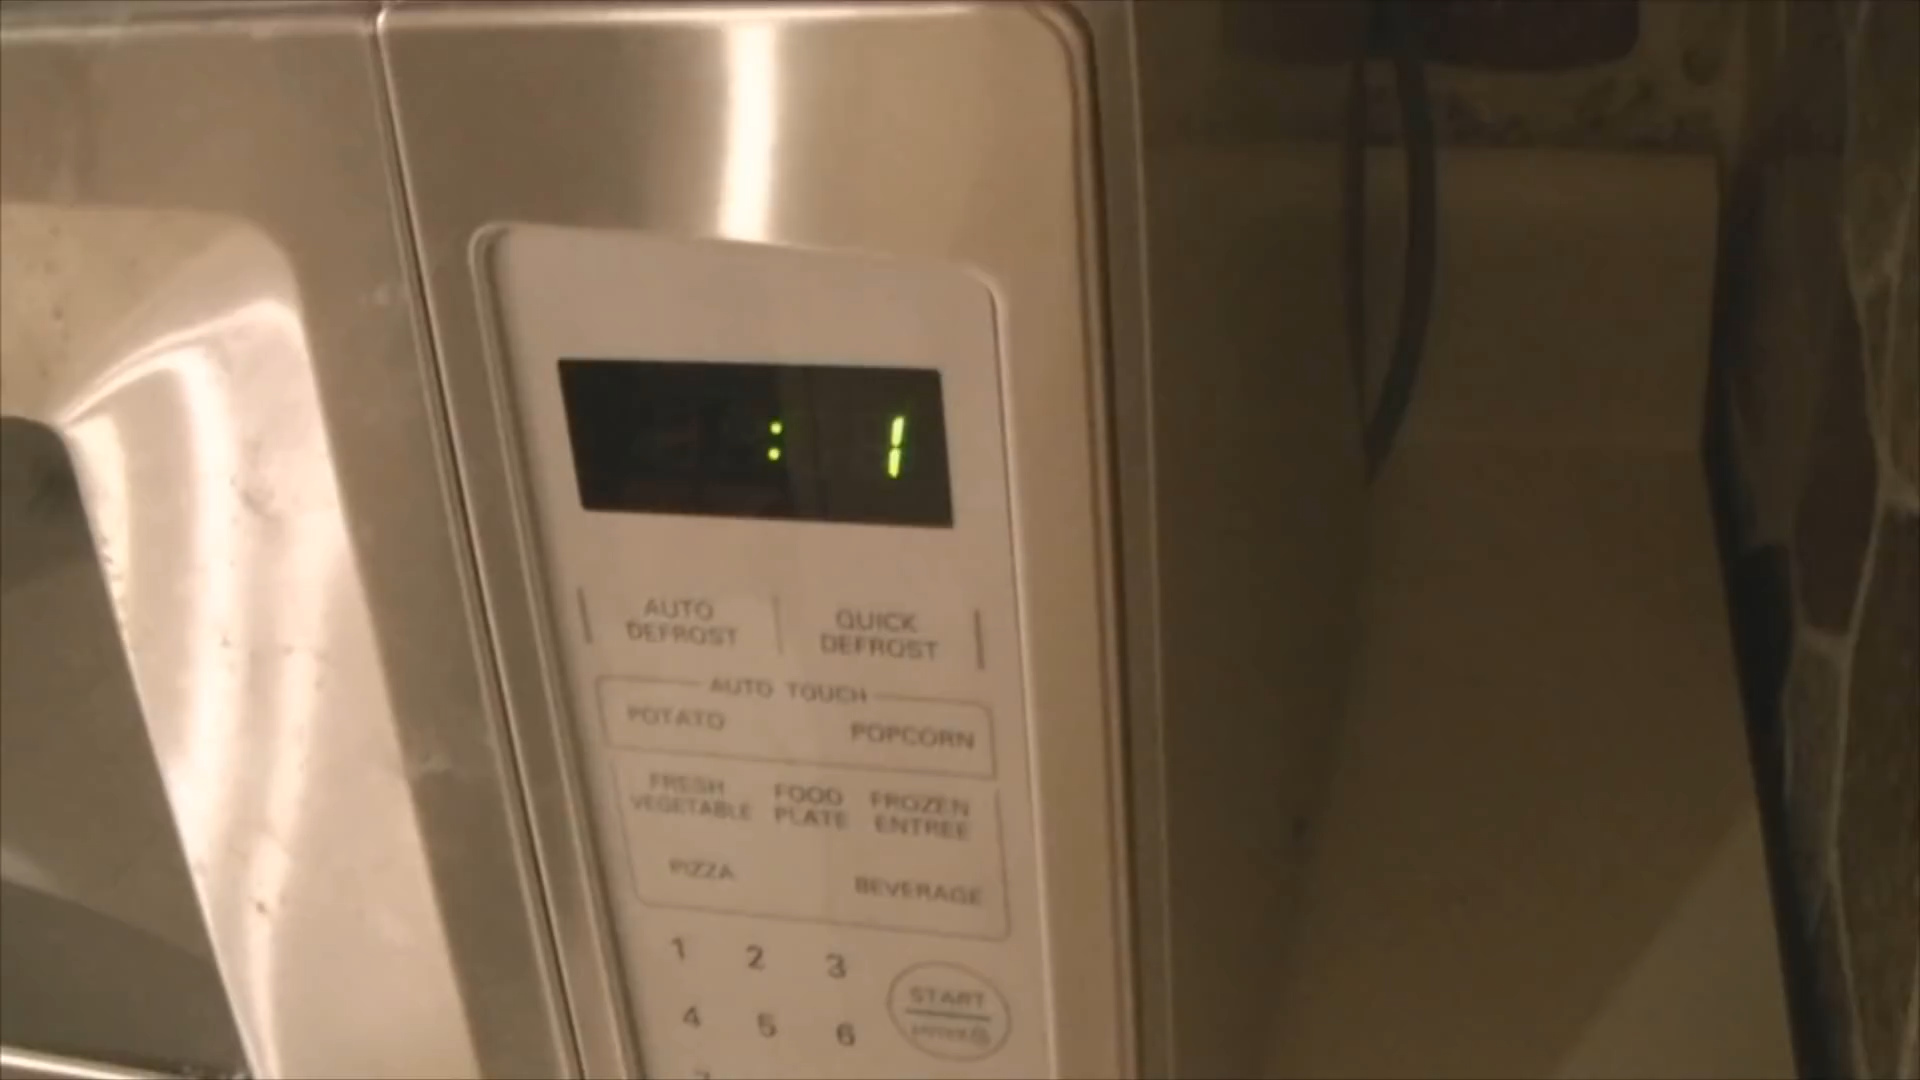 : 1
AUTO
DEFROST
QUICK
DEFROST
AUTO TOUCH
POTATO
POPCORN
FRESH
VEGETABLE
FOOD
PLATE
FROZEN
ENTREE
PIZZA
BEVERAGE
1 2 3
START
4 5 6